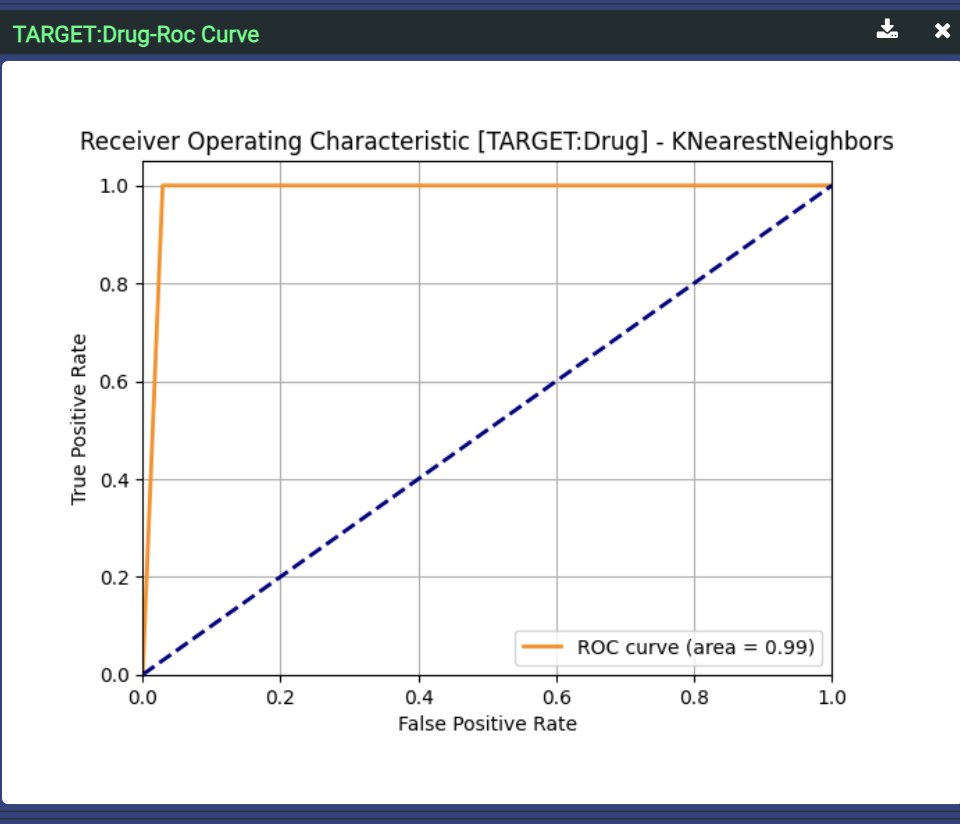 TARGET:Drug-Roc Curve
Receiver Operating Characteristic [TARGET:Drug] - KNearestNeighbors
1.0
0.8
0.6
0.4
0.2
0.0
True Positive Rate
ROC curve (area = 0.99)
0.0 0.2 0.4 0.6 0.8 1.0
False Positive Rate